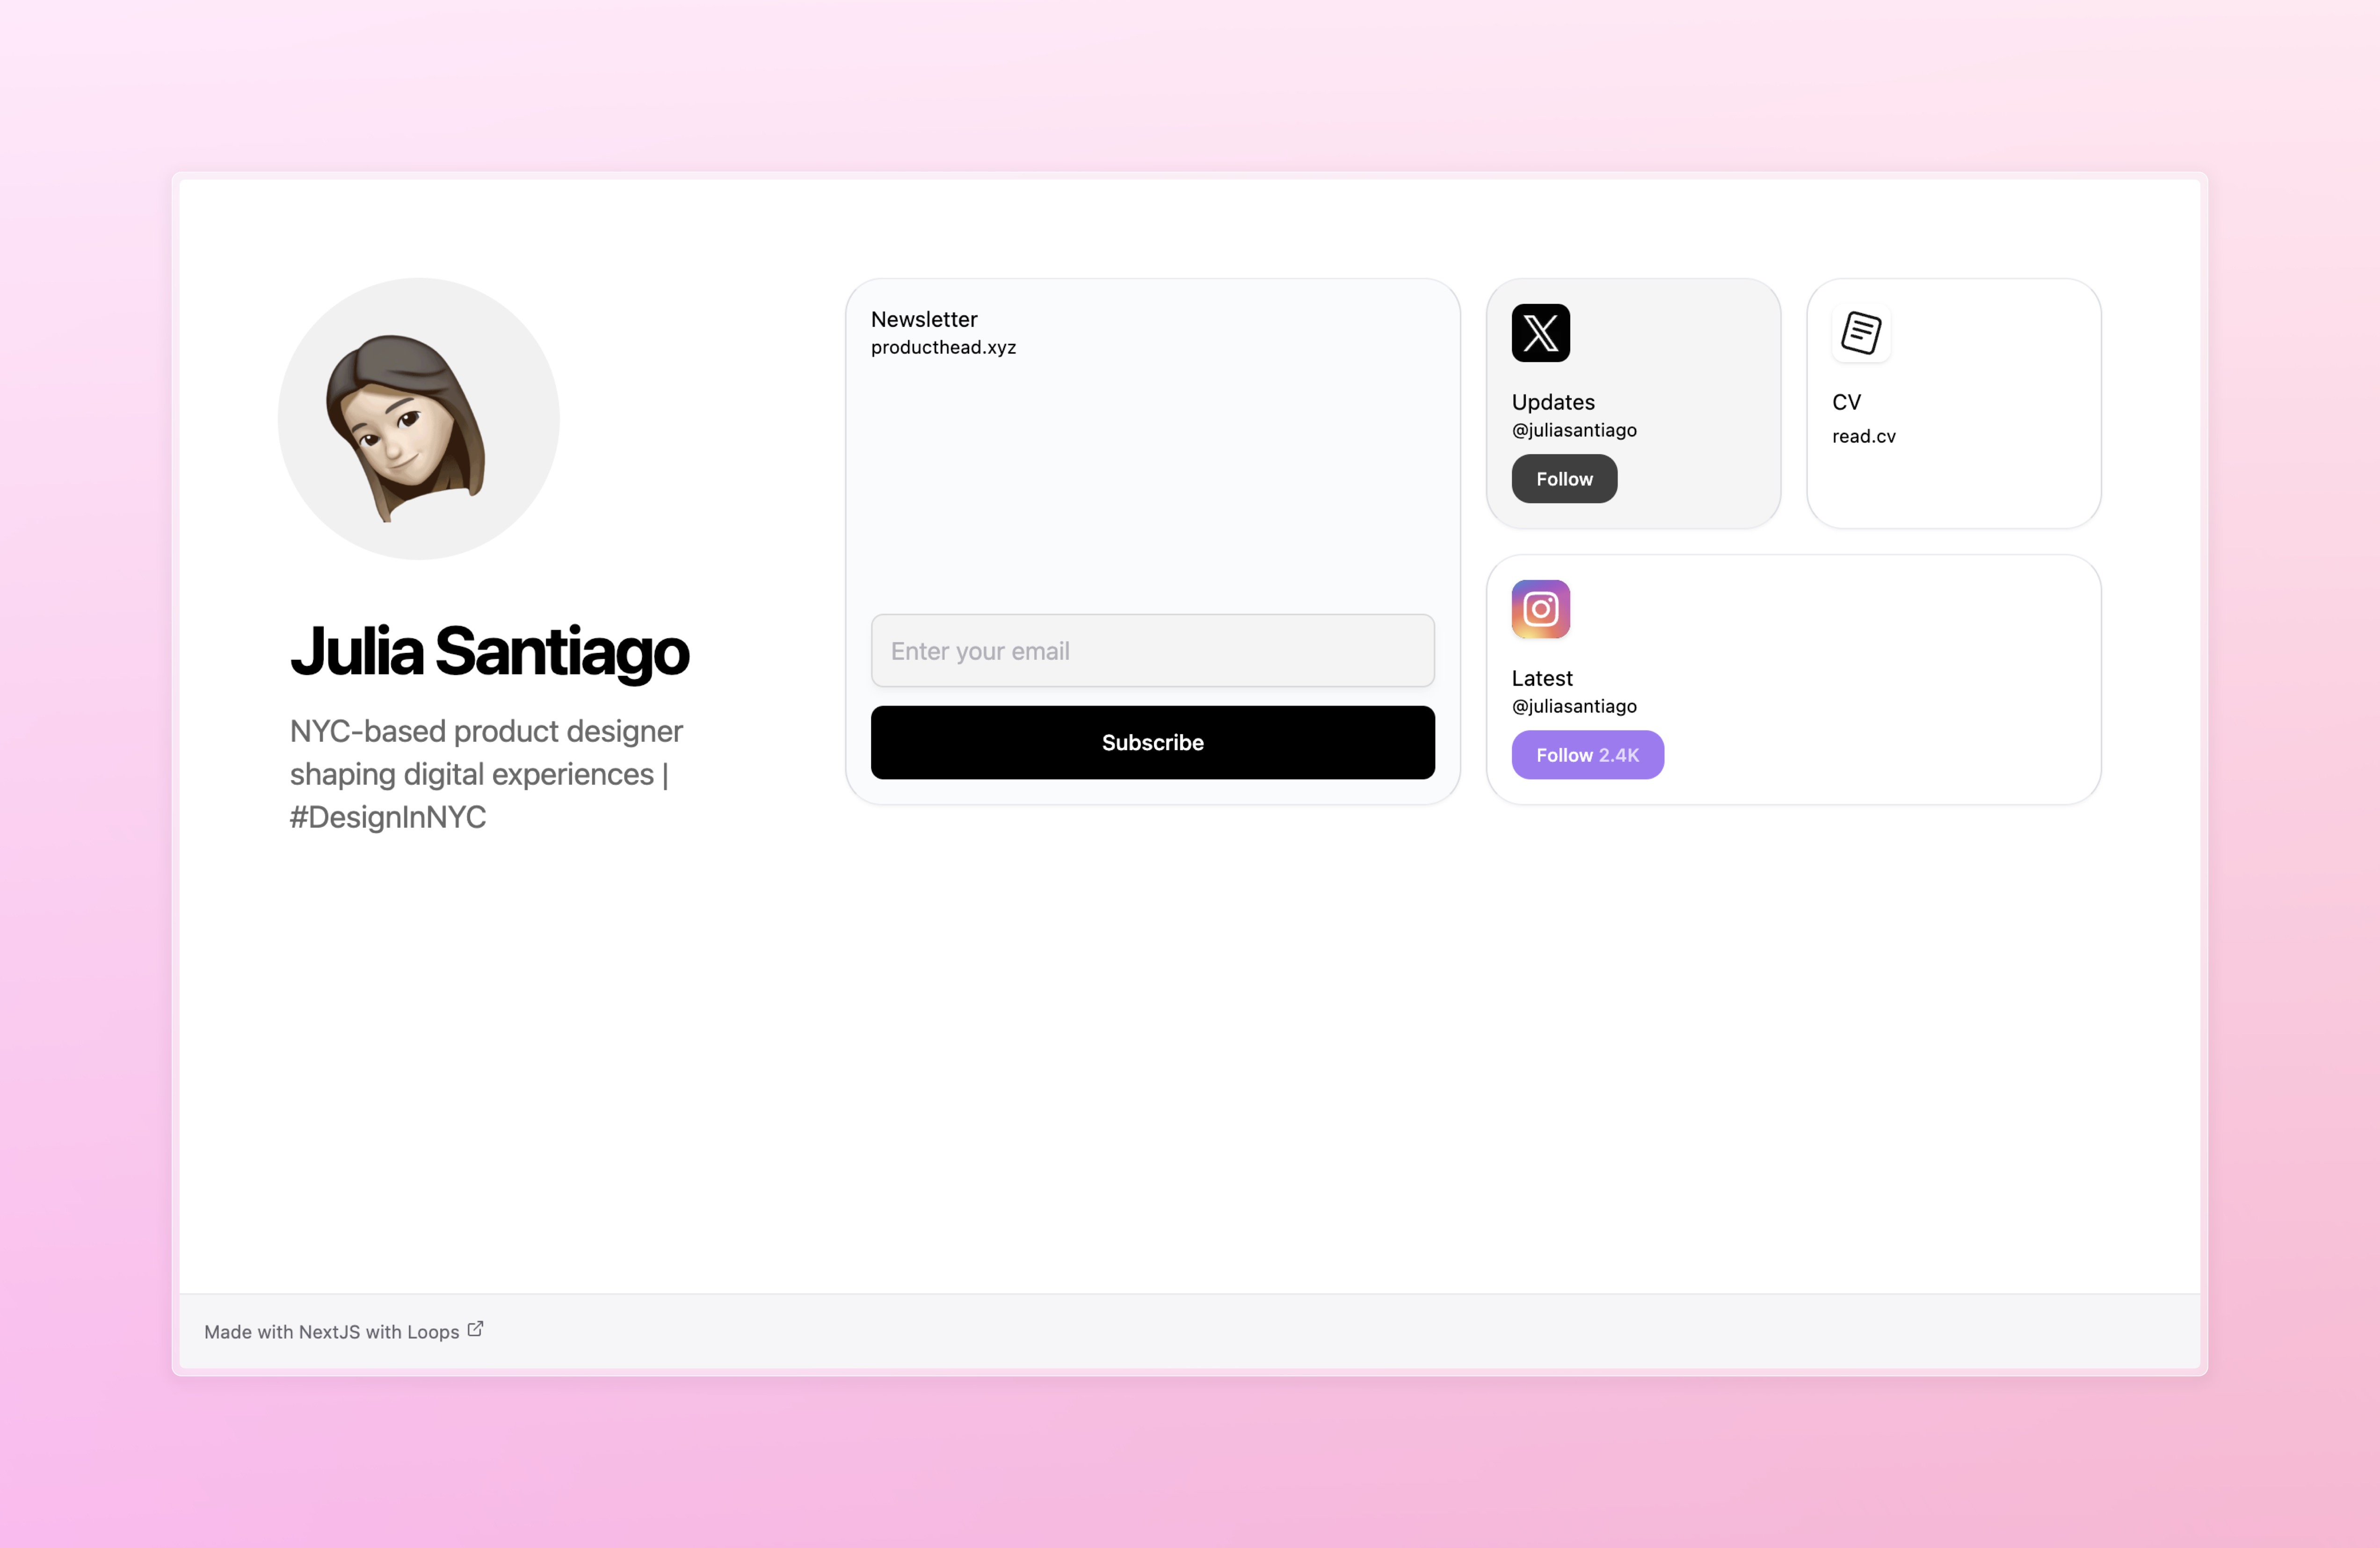 Julia Santiago
NYC-based product designer
shaping digital experiences |
#DesignInNYC
Newsletter
producthead.xyz
Enter your email
Subscribe
Updates
@juliasantiago
Follow
CV
read.cv
Latest
@juliasantiago
Follow 2.4K
Made with NextJS with Loops